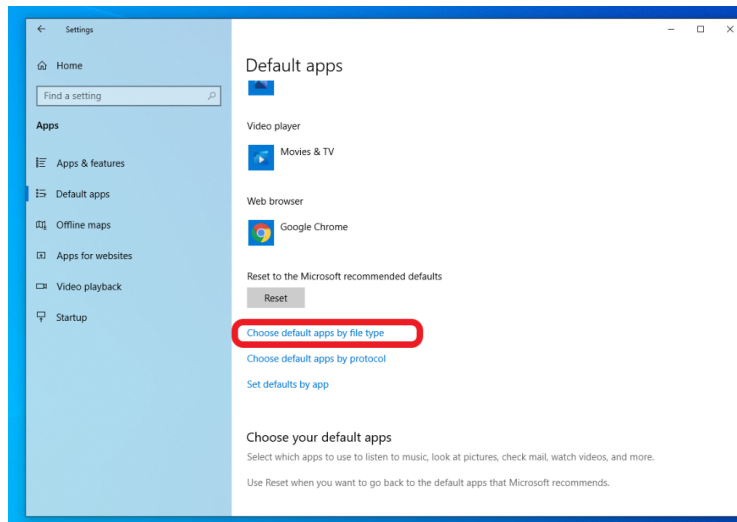 Settings
Home
Find a setting
Apps
Apps & features
Default apps
Offline maps
Apps for websites
Video playback
Startup
Default apps
Video player
Movies & TV
Web browser
Google Chrome
Reset to the Microsoft recommended defaults
Reset
Choose default apps by file type
Choose default apps by protocol
Set defaults by app
Choose your default apps
Select which apps to use to listen to music, look at pictures, check mail, watch videos, and more.
Use Reset when you want to go back to the default apps that Microsoft recommends.